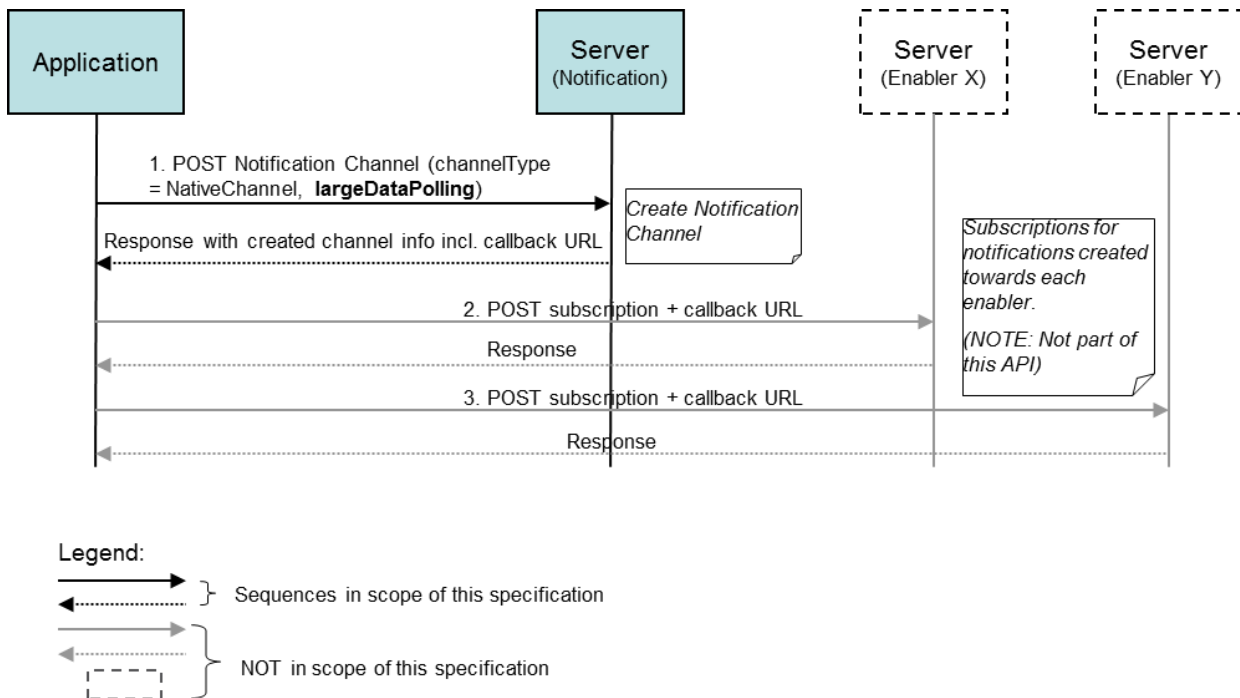 Application
Server
(Notification)
Server
(Enabler X)
Server
(Enabler Y)
1. POST Notification Channel (channelType
= NativeChannel, largeDataPolling)
Create Notification
Channel
Response with created channel info incl. callback URL
Subscriptions for
notifications created
towards each
enabler.
(NOTE: Not part of
this API)
2. POST subscription + callback URL
Response
3. POST subscription + callback URL
Response
Legend:
Sequences in scope of this specification
NOT in scope of this specification